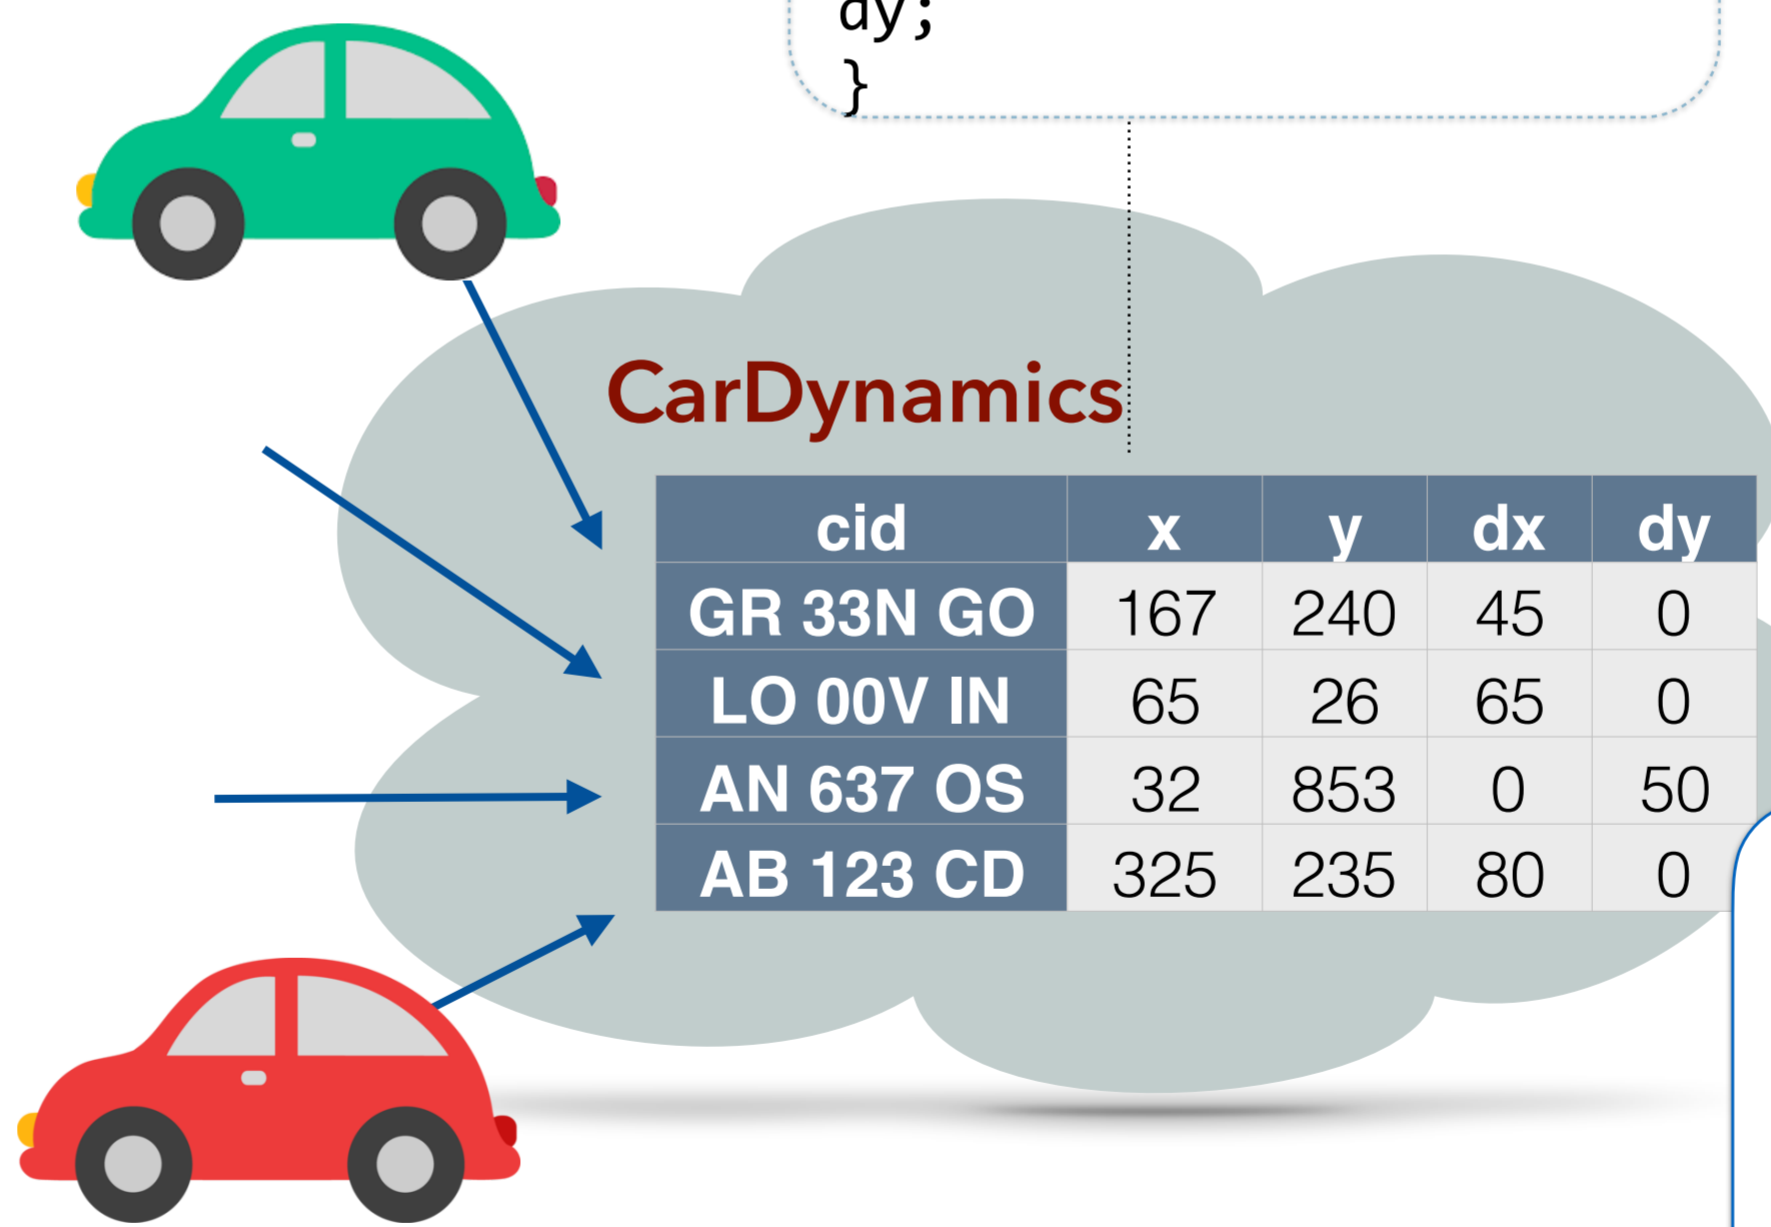 dy;
}
CarDynamics
cid x y dx dy
GR 33N GO 167 240 45 0
LO 00V IN 65 26 65 0
AN 637 OS 32 853 0 50
AB 123 CD 325 235 80 0